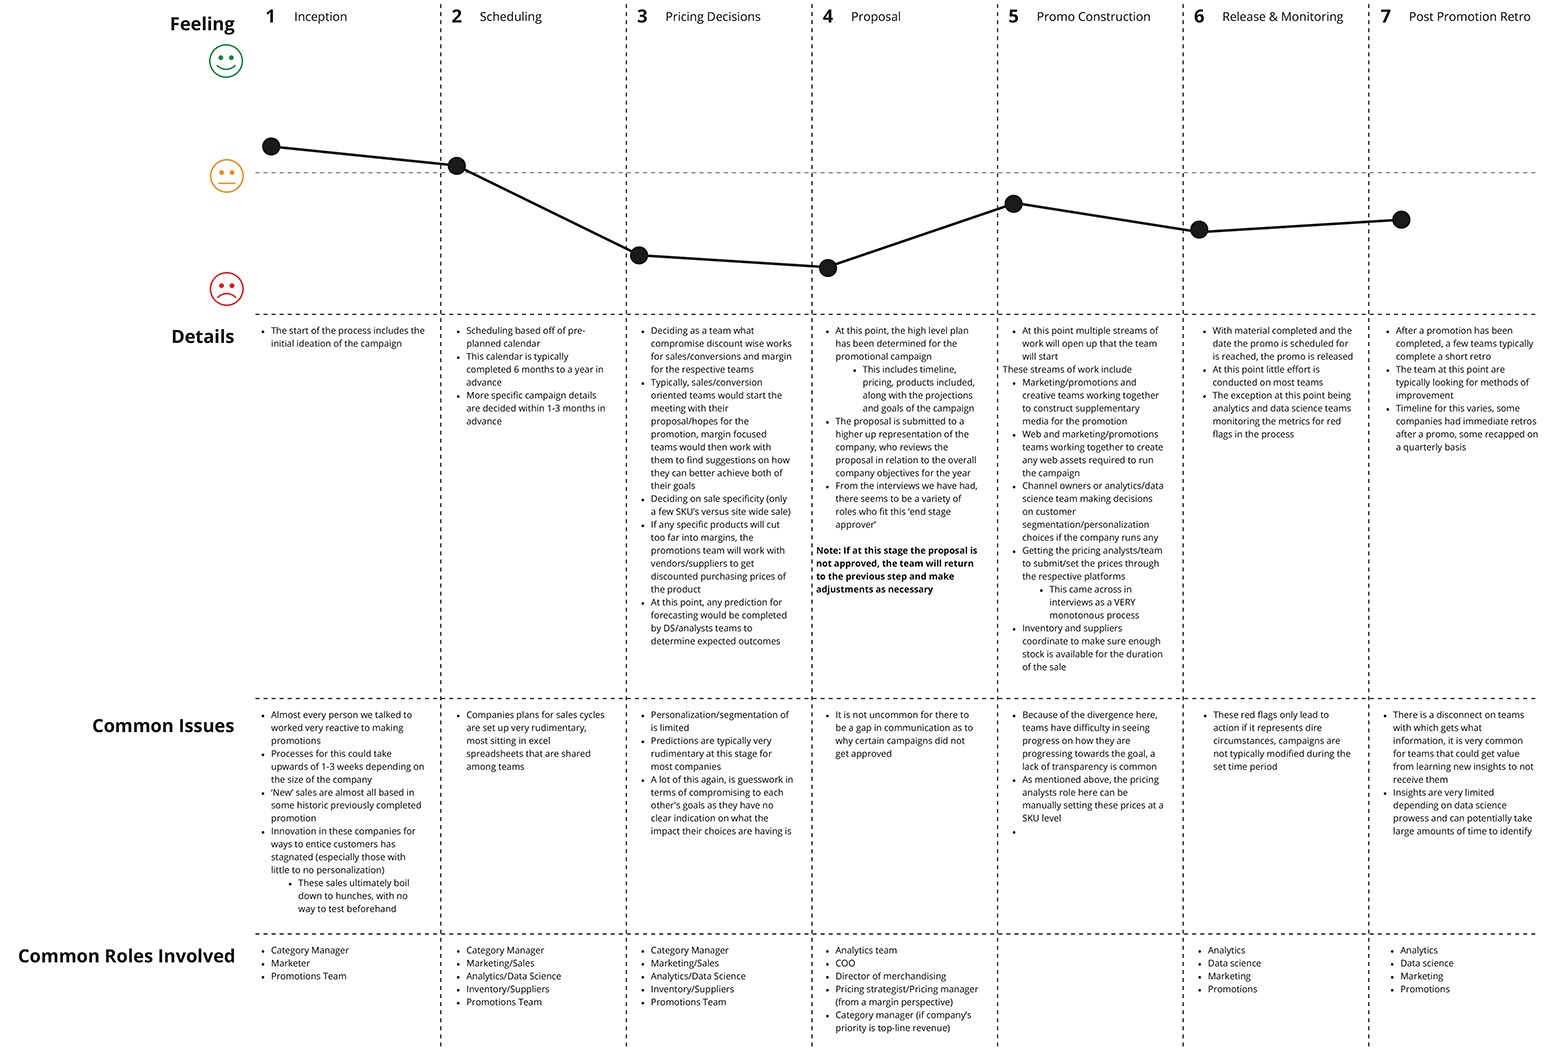 Feeling
1 Inception
2 Scheduling
3 Pricing Decisions
4 Proposal
5 Promo Construction
6 Release & Monitoring
7 Post Promotion Retro
Details
• The start of the process includes the
initial ideation of the campaign
• Scheduling based off of pre-
planned calendar
• This calendar is typically
completed 6 months to a year in
advance
• More specific campaign details
are decided within 1-3 months in
advance
• Deciding as a team what
compromise discount wise works
for sales/conversions and margin
for the respective teams
• Typically, sales/conversion
oriented teams would start the
meeting with their
proposal/hopes for the
promotion, margin focused
teams would then work with
them to find suggestions on how
they can better achieve both of
their goals
• Deciding on sale specificity (only
a few SKU's versus site wide sale)
• If any specific products will cut
too far into margins, the
promotions team will work with
vendors/suppliers to get
discounted purchasing prices of
the product
• At this point, any prediction for
forecasting would be completed
by DS/analysts teams to
determine expected outcomes
• At this point, the high level plan
has been determined for the
promotional campaign
• This includes timeline,
pricing, products included,
along with the projections
and goals of the campaign
• The proposal is submitted to a
higher up representation of the
company, who reviews the
proposal in relation to the overall
company objectives for the year
• From the interviews we have had,
there seems to be a variety of
roles who fit this 'end stage
approver'
Note: If at this stage the proposal is
not approved, the team will return
to the previous step and make
adjustments as necessary
• At this point multiple streams of
work will open up that the team
will start
These streams of work include
• Marketing/promotions and
creative teams working together
to construct supplementary
media for the promotion
• Web and marketing/promotions
teams working together to create
any web assets required to run
the campaign
• Channel owners or analytics/data
science team making decisions
on customer
segmentation/personalization
choices if the company runs any
• Getting the pricing analysts/team
to submit/set the prices through
the respective platforms
• This came across in
interviews as a VERY
monotonous process
• Inventory and suppliers
coordinate to make sure enough
stock is available for the duration
of the sale
• With material completed and the
date the promo is scheduled for
is reached, the promo is released
• At this point little effort is
conducted on most teams
• The exception at this point being
analytics and data science teams
monitoring the metrics for red
flags in the process
• After a promotion has been
completed, a few teams typically
complete a short retro
• The team at this point are
typically looking for methods of
improvement
• Timeline for this varies, some
companies had immediate retros
after a promo, some recapped on
a quarterly basis
Common Issues
• Almost every person we talked to
worked very reactive to making
promotions
• Processes for this could take
upwards of 1-3 weeks depending on
the size of the company
• 'New' sales are almost all based in
some historic previously completed
promotion
• Innovation in these companies for
ways to entice customers has
stagnated (especially those with
little to no personalization)
• These sales ultimately boil
down to hunches, with no
way to test beforehand
• Companies plans for sales cycles
are set up very rudimentary,
most sitting in excel
spreadsheets that are shared
among teams
• Personalization/segmentation of
is limited
• Predictions are typically very
rudimentary at this stage for
most companies
• A lot of this again, is guesswork in
terms of compromising to each
other's goals as they have no
clear indication on what the
impact their choices are having is
• It is not uncommon for there to
be a gap in communication as to
why certain campaigns did not
get approved
• Because of the divergence here,
teams have difficulty in seeing
progress on how they are
progressing towards the goal, a
lack of transparency is common
• As mentioned above, the pricing
analysts role here can be
manually setting these prices at a
SKU level
•
• These red flags only lead to
action if it represents dire
circumstances, campaigns are
not typically modified during the
set time period
• There is a disconnect on teams
with which gets what
information, it is very common
for teams that could get value
from learning new insights to not
receive them
• Insights are very limited
depending on data science
prowess and can potentially take
large amounts of time to identify
Common Roles Involved
• Category Manager
• Marketer
• Promotions Team
• Category Manager
• Marketing/Sales
• Analytics/Data Science
• Inventory/Suppliers
• Promotions Team
• Category Manager
• Marketing/Sales
• Analytics/Data Science
• Inventory/Suppliers
• Promotions Team
• Analytics team
• COO
• Director of merchandising
• Pricing strategist/Pricing manager
(from a margin perspective)
• Category manager (if company's
priority is top-line revenue)
• Analytics
• Data science
• Marketing
• Promotions
• Analytics
• Data science
• Marketing
• Promotions